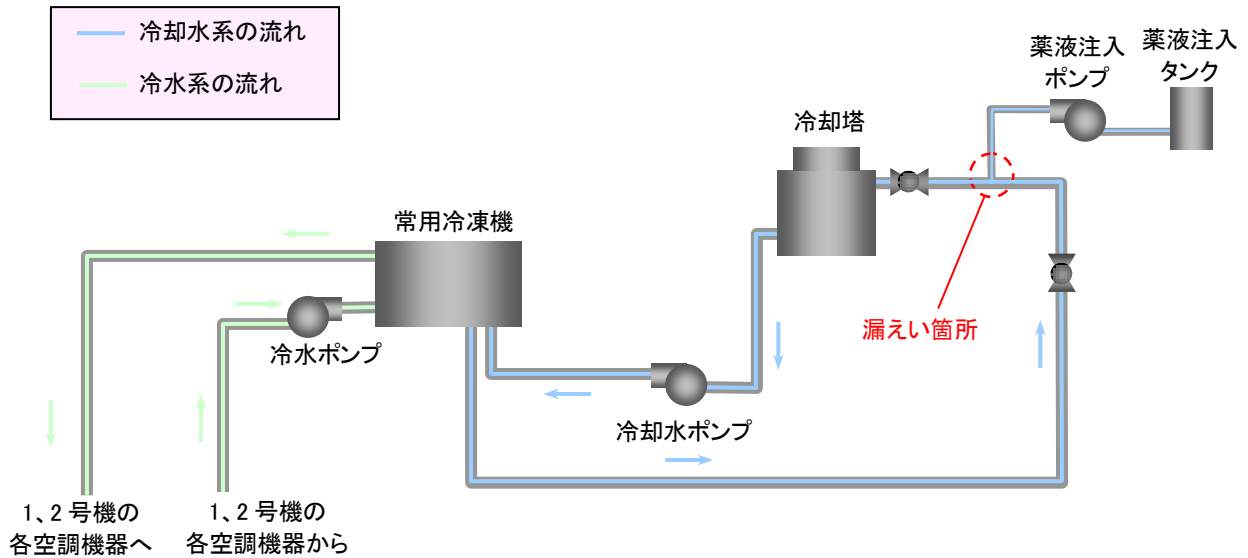 冷却水系の流れ
冷水系の流れ
薬液注入
ポンプ
薬液注入
タンク
冷却塔
常用冷凍機
漏えい箇所
冷水ポンプ
冷却水ポンプ
1、2号機の
各空調機器へ
1、2号機の
各空調機器から